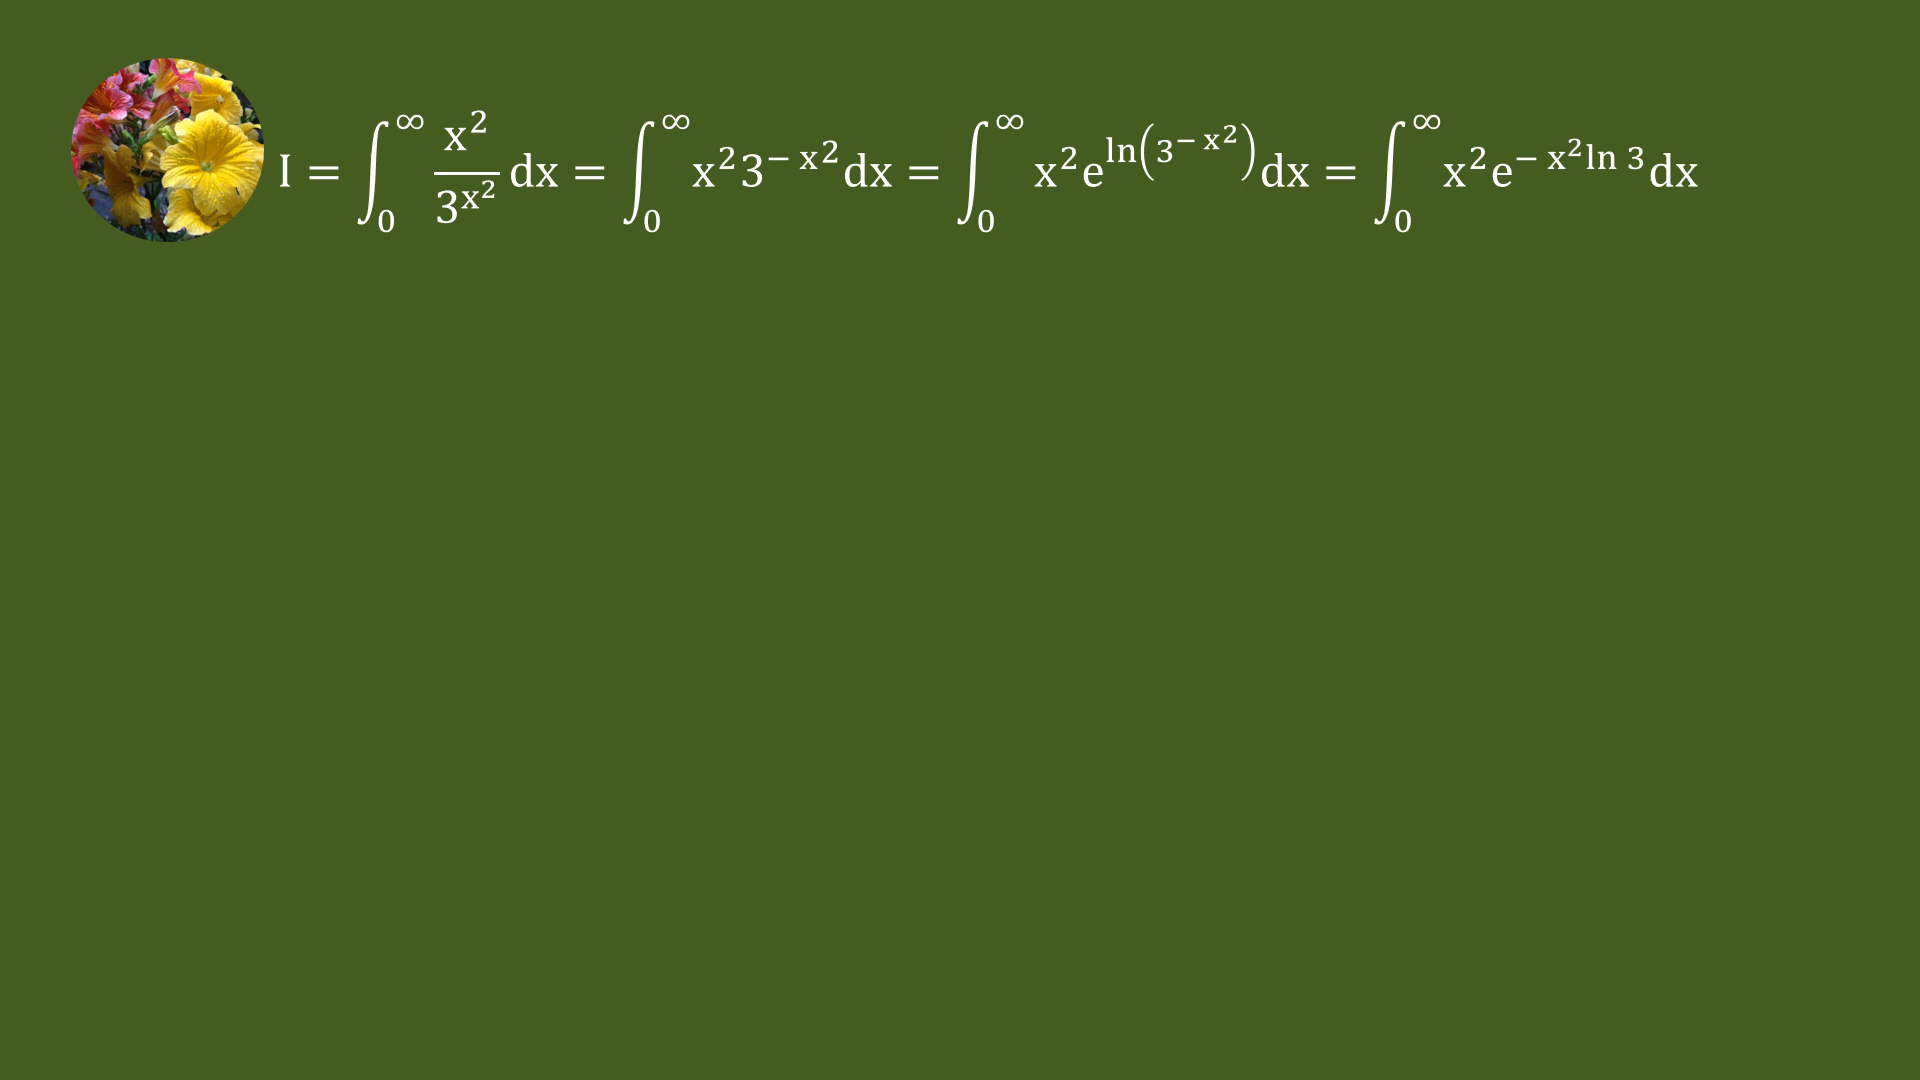 I = ∫₀^∞ x²/3^(x²) dx = ∫₀^∞ x²3^(− x²)dx = ∫₀^∞ x²e^(ln(3^(− x²)))dx = ∫₀^∞ x²e^(− x²ln 3)dx